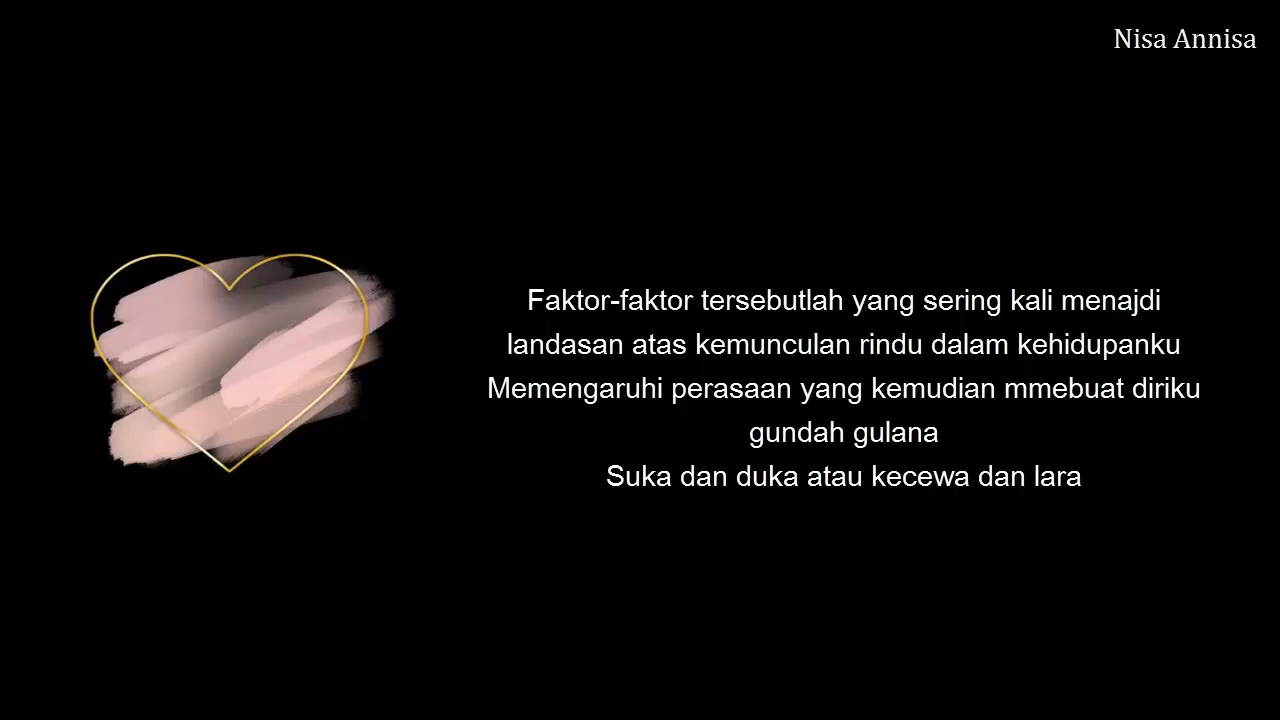 Nisa Annisa
Faktor-faktor tersebutlah yang sering kali menajdi
landasan atas kemunculan rindu dalam kehidupanku
Memengaruhi perasaan yang kemudian mmebuat diriku
gundah gulana
Suka dan duka atau kecewa dan lara